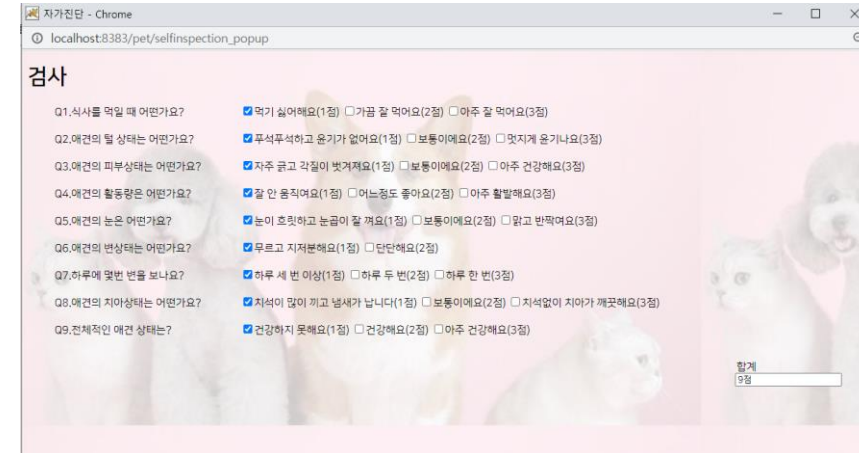 자가진단 - Chrome
localhost:8383/pet/selfinspection_popup
검사
Q1.식사를 먹일 때 어떤가요? 먹기 싫어해요(1점) 가끔 잘 먹어요(2점) 아주 잘 먹어요(3점)
Q2.애견의 털 상태는 어떤가요? 푸석푸석하고 윤기가 없어요(1점) 보통이에요(2점) 멋지게 윤기나요(3점)
Q3.애견의 피부상태는 어떤가요? 자주 긁고 각질이 벗겨져요(1점) 보통이에요(2점) 아주 건강해요(3점)
Q4.애견의 활동량은 어떤가요? 잘 안 움직여요(1점) 어느정도 좋아요(2점) 아주 활발해요(3점)
Q5.애견의 눈은 어떤가요? 눈이 흐릿하고 눈곱이 잘 껴요(1점) 보통이에요(2점) 맑고 반짝여요(3점)
Q6.애견의 변상태는 어떤가요? 무르고 지저분해요(1점) 단단해요(2점)
Q7.하루에 몇번 변을 보나요? 하루 세 번 이상(1점) 하루 두 번(2점) 하루 한 번(3점)
Q8.애견의 치아상태는 어떤가요? 치석이 많이 끼고 냄새가 납니다(1점) 보통이에요(2점) 치석없이 치아가 깨끗해요(3점)
Q9.전체적인 애견 상태는? 건강하지 못해요(1점) 건강해요(2점) 아주 건강해요(3점)
합계
9점